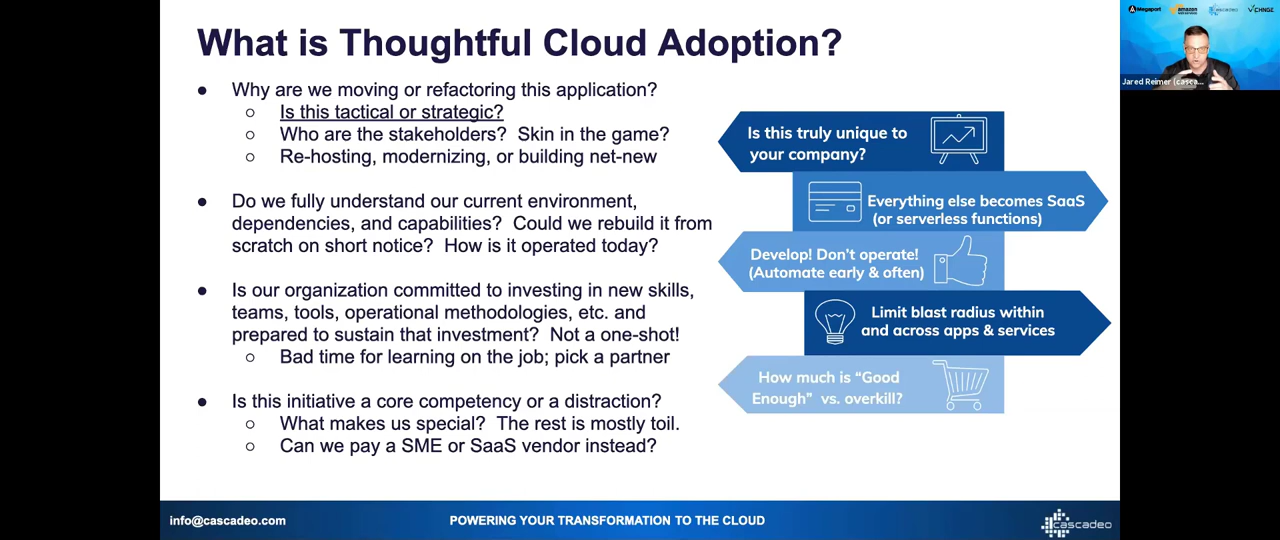 What is Thoughtful Cloud Adoption?
● Why are we moving or refactoring this application?
○ Is this tactical or strategic?
○ Who are the stakeholders? Skin in the game?
○ Re-hosting, modernizing, or building net-new
● Do we fully understand our current environment,
dependencies, and capabilities? Could we rebuild it from
scratch on short notice? How is it operated today?
● Is our organization committed to investing in new skills,
teams, tools, operational methodologies, etc. and
prepared to sustain that investment? Not a one-shot!
○ Bad time for learning on the job; pick a partner
● Is this initiative a core competency or a distraction?
○ What makes us special? The rest is mostly toil.
○ Can we pay a SME or SaaS vendor instead?
Is this truly unique to
your company?
Everything else becomes SaaS
(or serverless functions)
Develop! Don't operate!
(Automate early & often)
Limit blast radius within
and across apps & services
How much is "Good
Enough" vs. overkill?
info@cascadeo.com
POWERING YOUR TRANSFORMATION TO THE CLOUD
cascadeo
Megaport
amazon
cascadeo
CHNGE
Jared Reimer (casca...